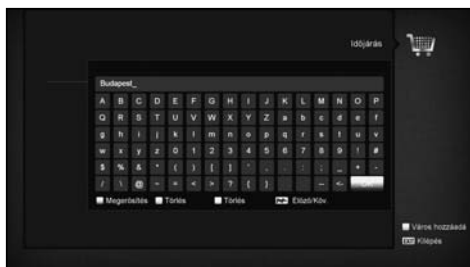 Időjárás
Budapest_
A B C D E F G H I J K L M N O P
Q R S T U V W X Y Z a b c d e f
g h i j k l m n o p q r s t u v
w x y z 0 1 2 3 4 5 6 7 8 9 ! #
$ % & * ( ) [ ] ` ' , . : ; _ + -
/ \ @ ~ = < > ? { } <-
Megerősítés Törlés Törlés Előző/Köv.
Város hozzáadá
EXIT Kilépés